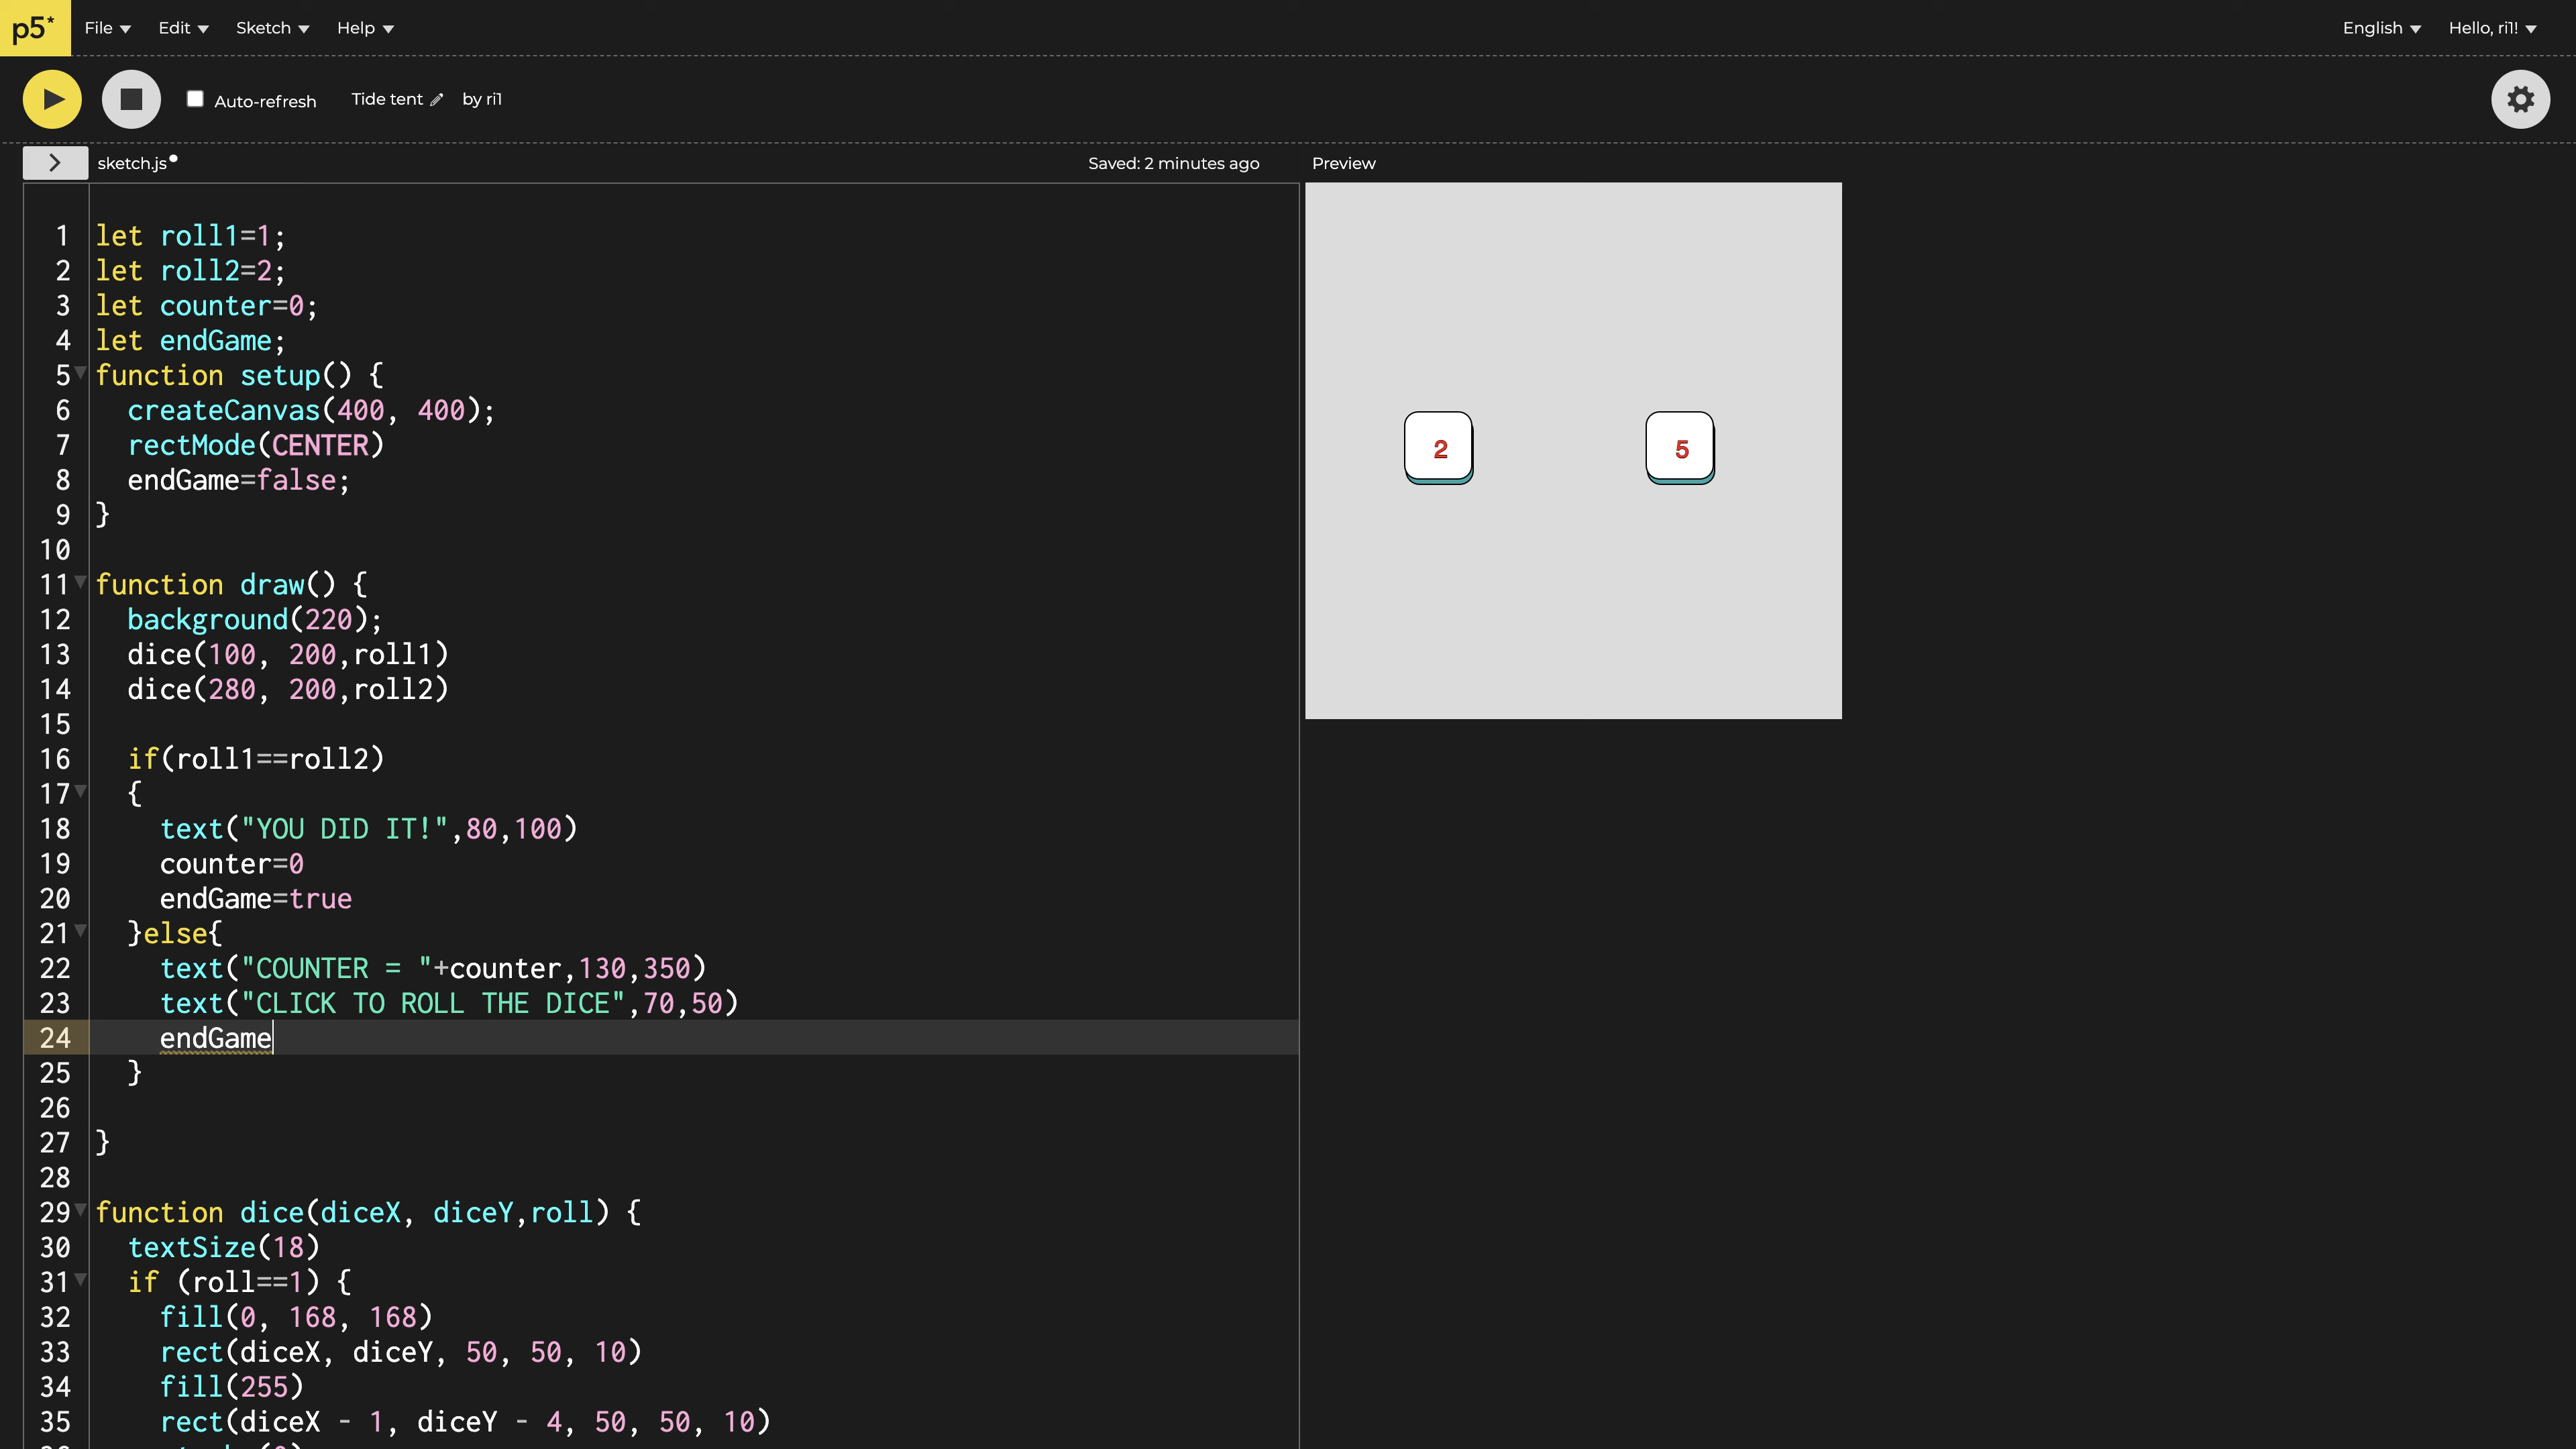 p5* File Edit Sketch Help English Hello, ri1!
Auto-refresh Tide tent by ri1
sketch.js Saved: 2 minutes ago Preview
1 let roll1=1;
2 let roll2=2;
3 let counter=0;
4 let endGame;
5 function setup() {
6 createCanvas(400, 400);
7 rectMode(CENTER)
8 endGame=false;
9 }
10
11 function draw() {
12 background(220);
13 dice(100, 200,roll1)
14 dice(280, 200,roll2)
15
16 if(roll1==roll2)
17 {
18 text("YOU DID IT!",80,100)
19 counter=0
20 endGame=true
21 }else{
22 text("COUNTER = "+counter,130,350)
23 text("CLICK TO ROLL THE DICE",70,50)
24 endGame
25 }
26
27 }
28
29 function dice(diceX, diceY,roll) {
30 textSize(18)
31 if (roll==1) {
32 fill(0, 168, 168)
33 rect(diceX, diceY, 50, 50, 10)
34 fill(255)
35 rect(diceX - 1, diceY - 4, 50, 50, 10)
2 5